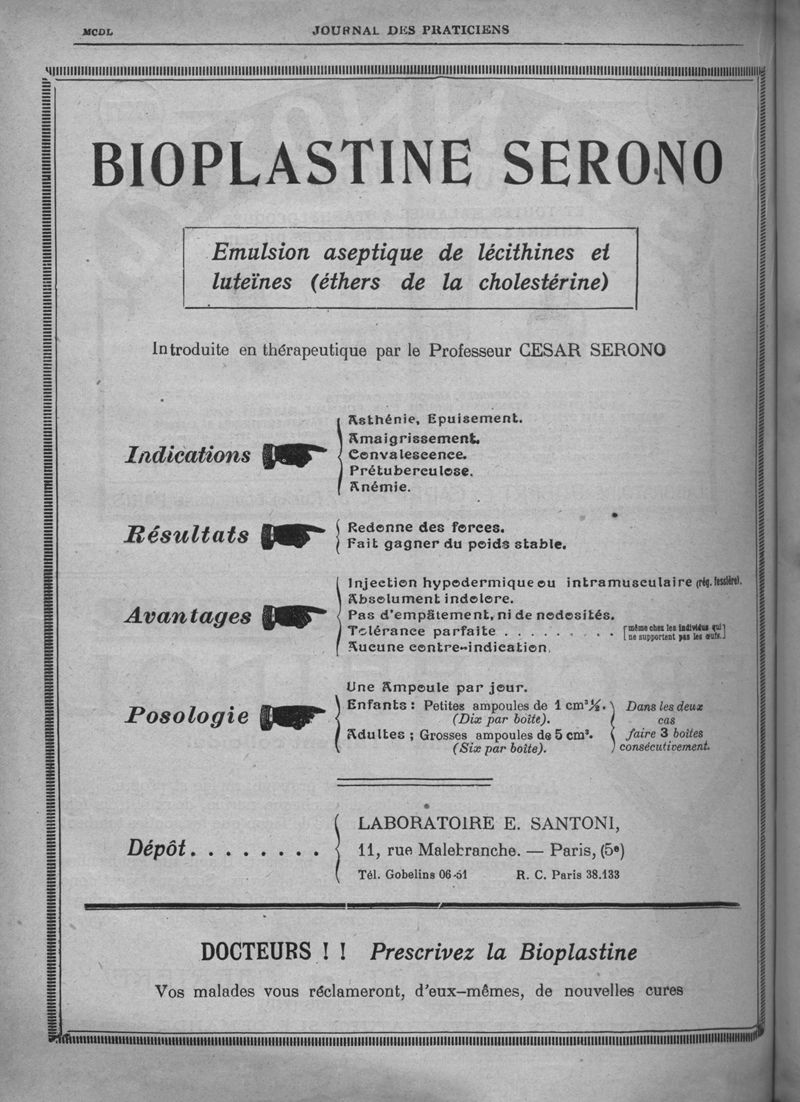 MCDL
JOURNAL DES PRATICIENS
BIOPLASTINE SERONO
Emulsion aseptique de lécithines et
luteïnes (éthers de la cholestérine)
Introduite en thérapeutique par le Professeur CESAR SERONO
Indications
Asthénie, Epuisement.
Amaigrissement.
Convalescence.
Prétuberculose.
Anémie.
Résultats
Redonne des forces.
Fait gagner du poids stable.
Avantages
Injection hypodermique ou intramusculaire (rég. fessière).
Absolument indolore.
Pas d'empâtement, ni de nodosités.
Tolérance parfaite . . . . . . . . . [même chez les individus qui
ne supportent pas les œufs.]
Aucune contre-indication.
Posologie
Une Ampoule par jour.
Enfants : Petites ampoules de 1 cm³ ½.
(Dix par boîte).
Adultes ; Grosses ampoules de 5 cm³.
(Six par boîte).
Dans les deux
cas
faire 3 boîtes
consécutivement.
Dépôt. . . . . . . .
LABORATOIRE E. SANTONI,
11, rue Malebranche. — Paris, (5e)
Tél. Gobelins 06-61 R. C. Paris 38.133
DOCTEURS ! ! Prescrivez la Bioplastine
Vos malades vous réclameront, d'eux-mêmes, de nouvelles cures